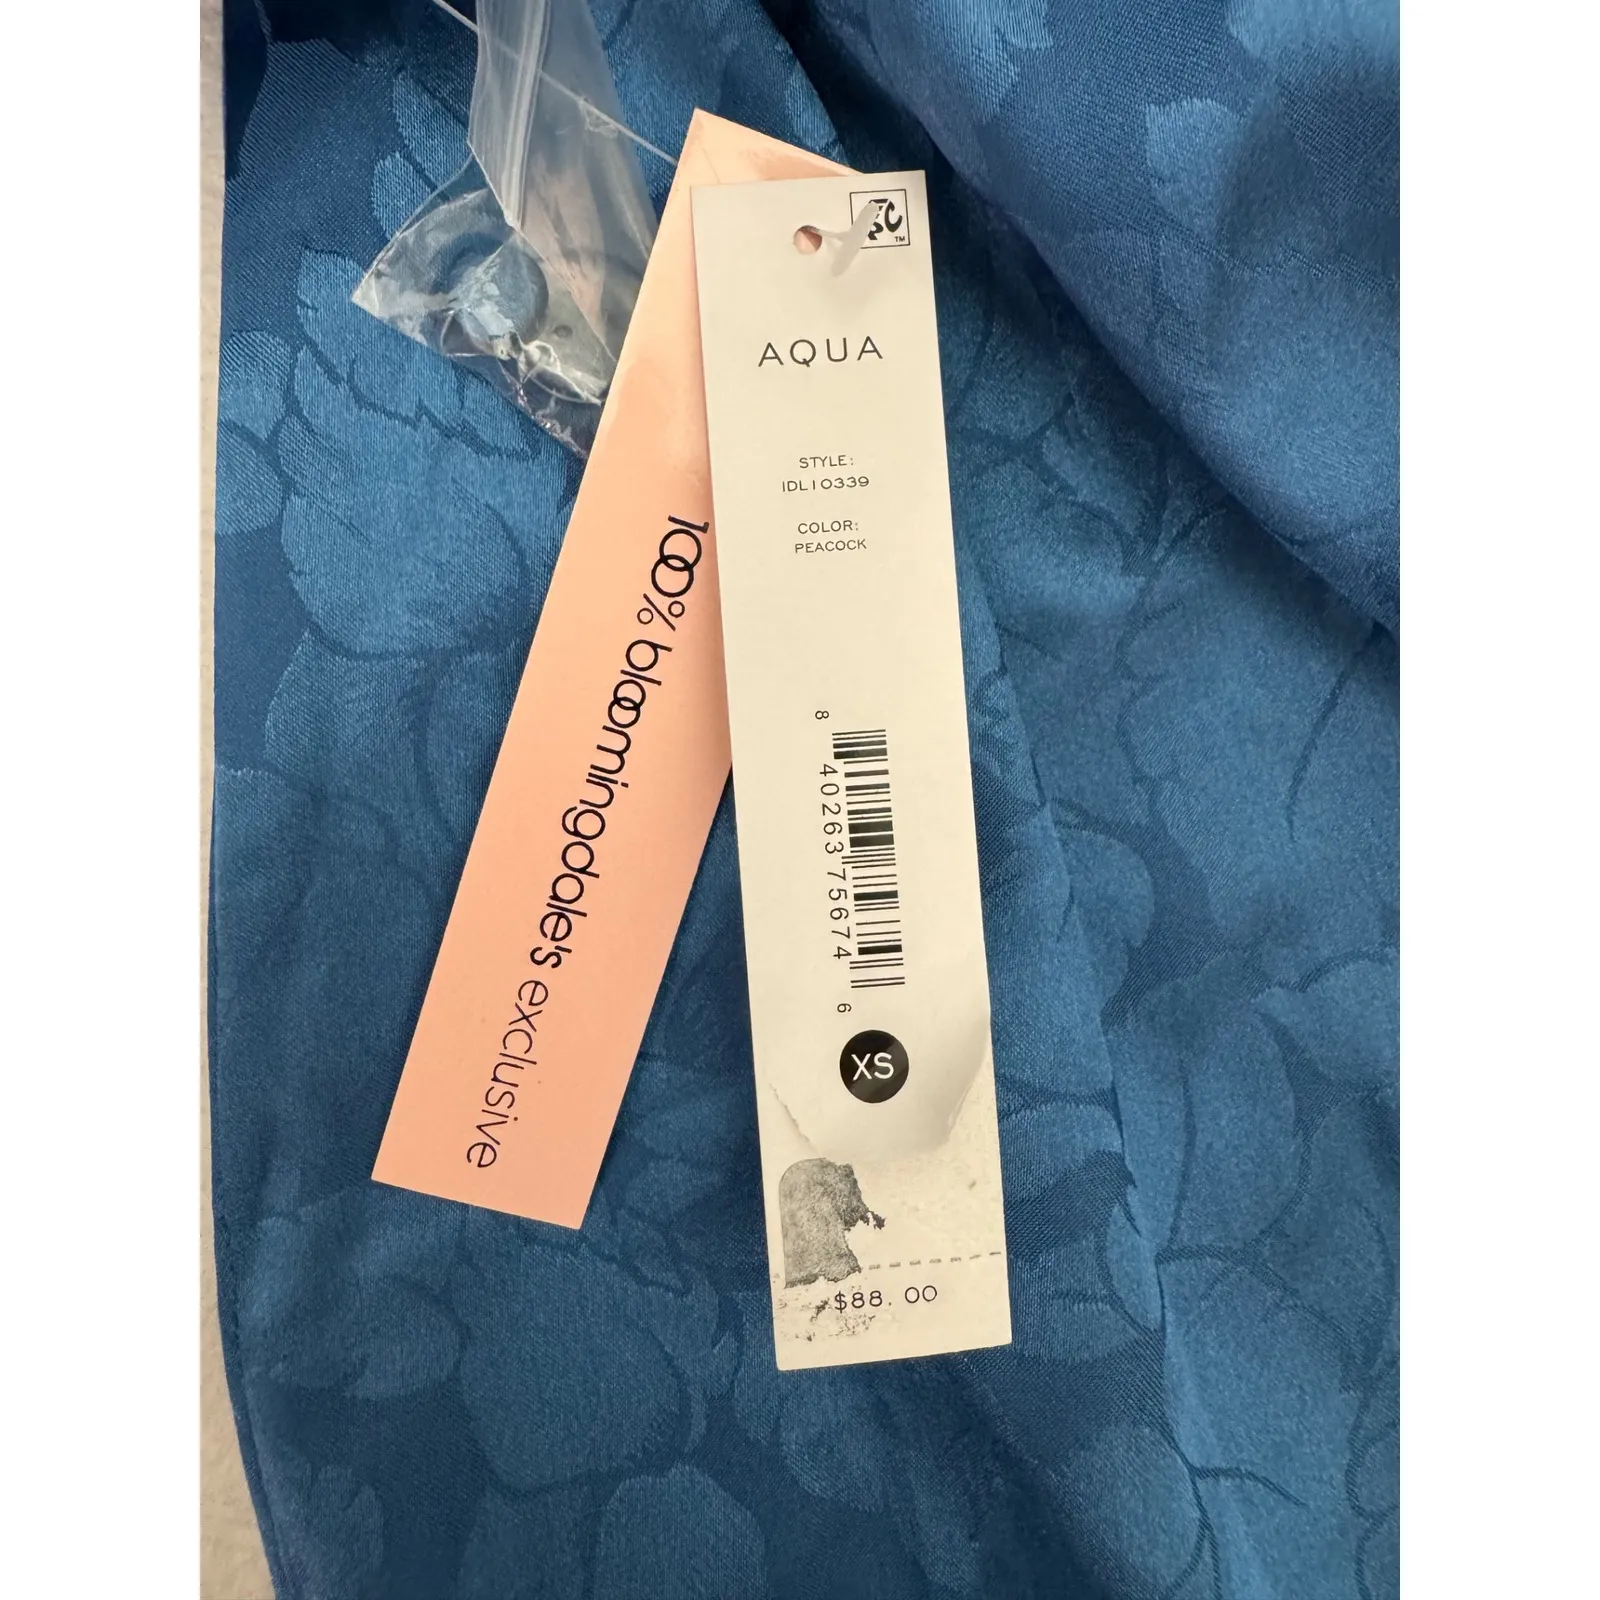 AQUA
STYLE:
IDL10339
COLOR:
PEACOCK
8 40263 75674 6
XS
$88.00
100% bloomingdale's exclusive